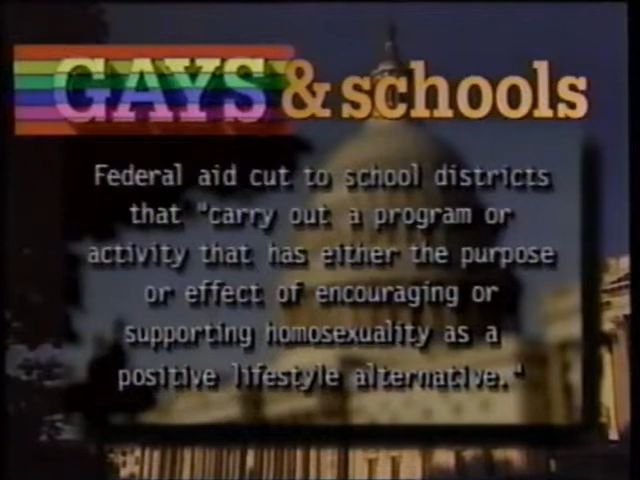 GAYS & schools
Federal aid cut to school districts
that "carry out a program or
activity that has either the purpose
or effect of encouraging or
supporting homosexuality as a
positive lifestyle alternative."